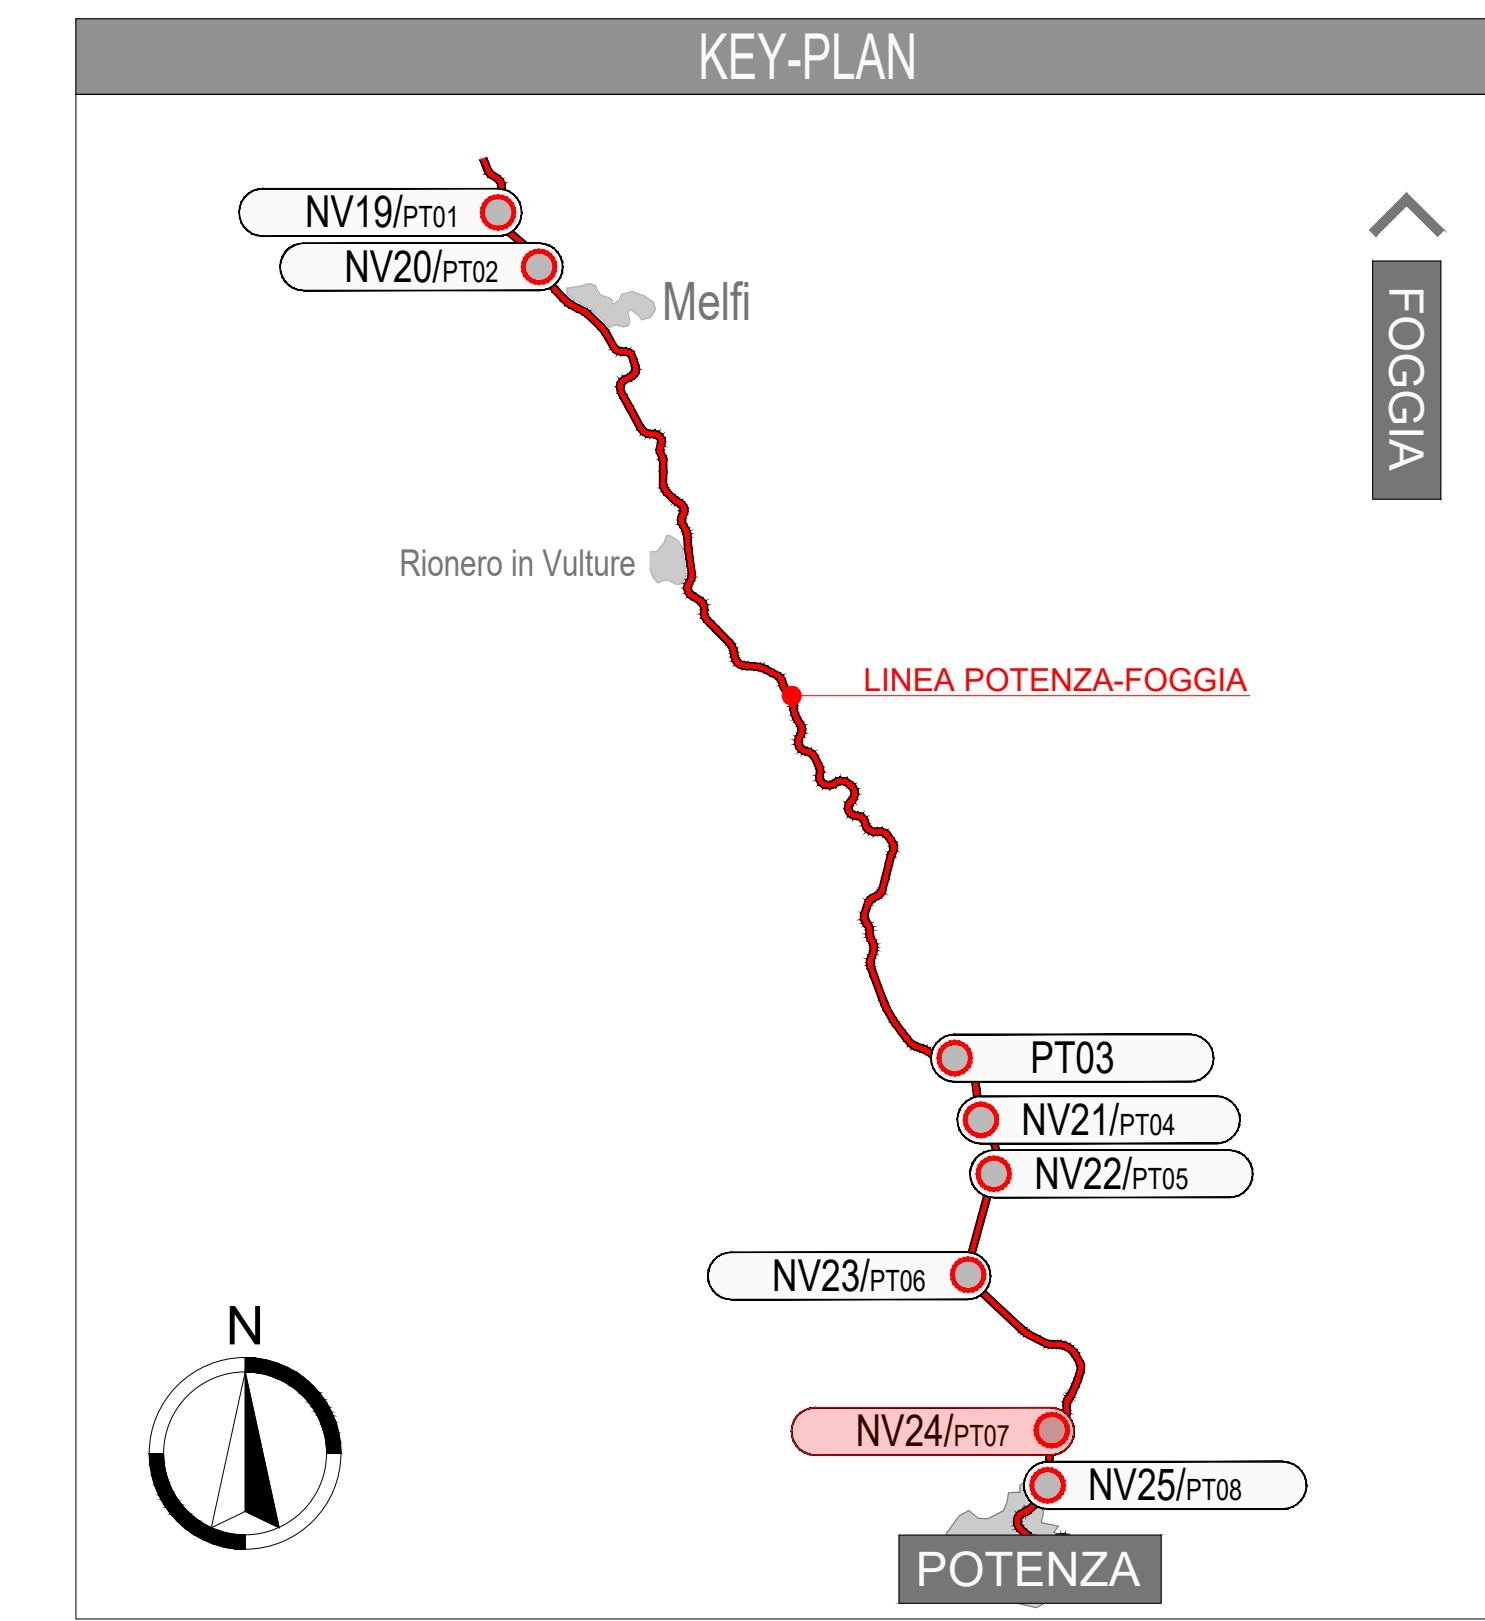 KEY-PLAN
NV19/PT01
NV20/PT02
Melfi
FOGGIA
Rionero in Vulture
LINEA POTENZA-FOGGIA
PT03
NV21/PT04
NV22/PT05
NV23/PT06
N
NV24/PT07
NV25/PT08
POTENZA